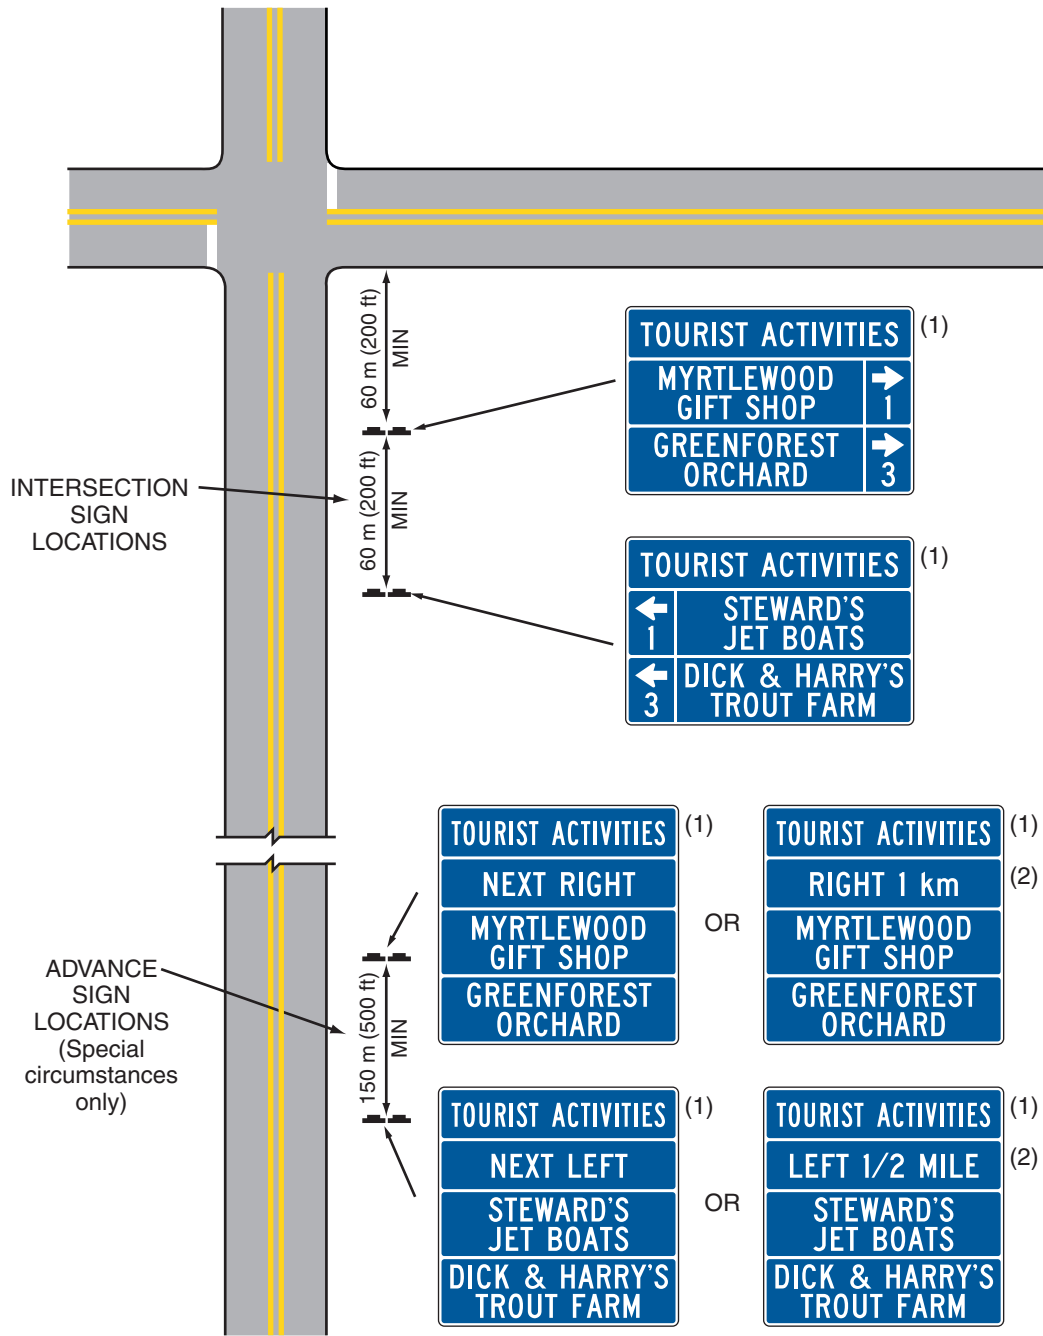 60 m (200 ft)
MIN
TOURIST ACTIVITIES
(1)
MYRTLEWOOD
GIFT SHOP
1
GREENFOREST
ORCHARD
3
INTERSECTION
SIGN
LOCATIONS
60 m (200 ft)
MIN
TOURIST ACTIVITIES
(1)
1
STEWARD'S
JET BOATS
3
DICK & HARRY'S
TROUT FARM
TOURIST ACTIVITIES
(1)
NEXT RIGHT
MYRTLEWOOD
GIFT SHOP
GREENFOREST
ORCHARD
OR
TOURIST ACTIVITIES
(1)
RIGHT 1 km
(2)
MYRTLEWOOD
GIFT SHOP
GREENFOREST
ORCHARD
ADVANCE
SIGN
LOCATIONS
(Special
circumstances
only)
150 m (500 ft)
MIN
TOURIST ACTIVITIES
(1)
NEXT LEFT
STEWARD'S
JET BOATS
DICK & HARRY'S
TROUT FARM
OR
TOURIST ACTIVITIES
(1)
LEFT 1/2 MILE
(2)
STEWARD'S
JET BOATS
DICK & HARRY'S
TROUT FARM